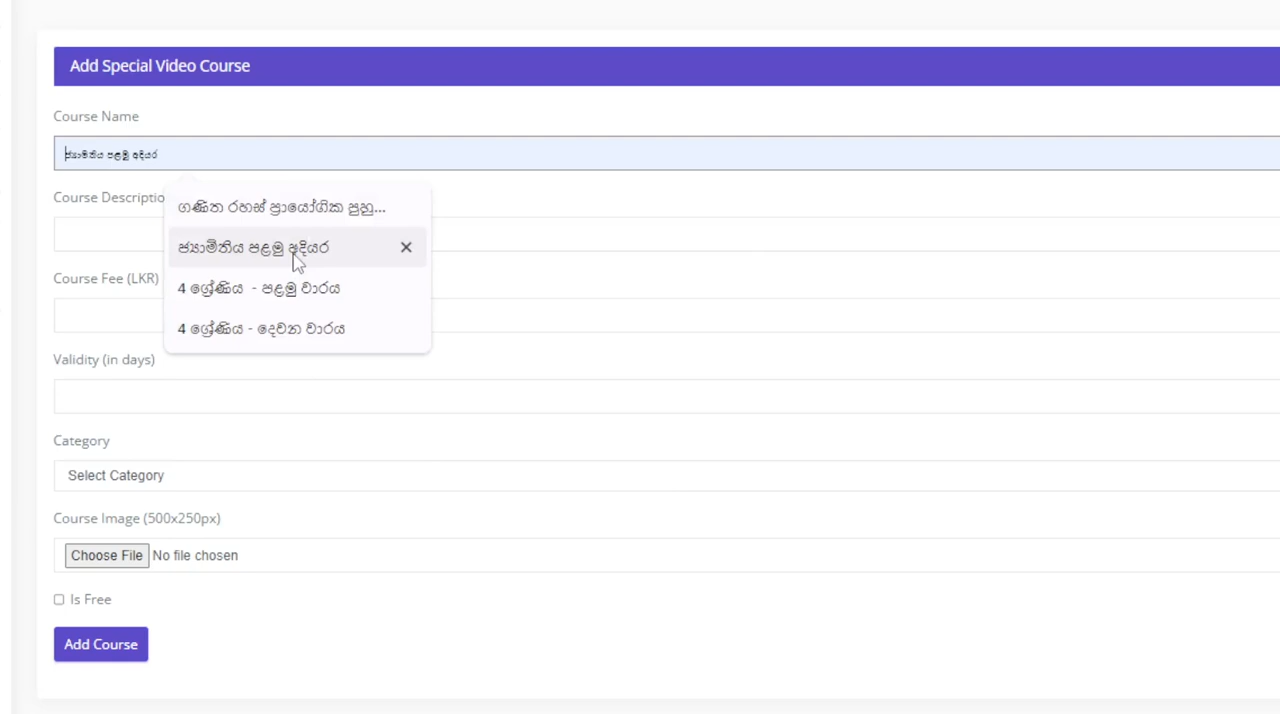 Add Special Video Course
Course Name
ජ්‍යාමිතිය පළමු අදියර
Course Descriptio
ගණිත රහස් ප්‍රායෝගික පුහු...
ජ්‍යාමිතිය පළමු අදියර
Course Fee (LKR)
4 ශ්‍රේණිය - පළමු වාරය
4 ශ්‍රේණිය - දෙවන වාරය
Validity (in days)
Category
Select Category
Course Image (500x250px)
Choose File No file chosen
Is Free
Add Course